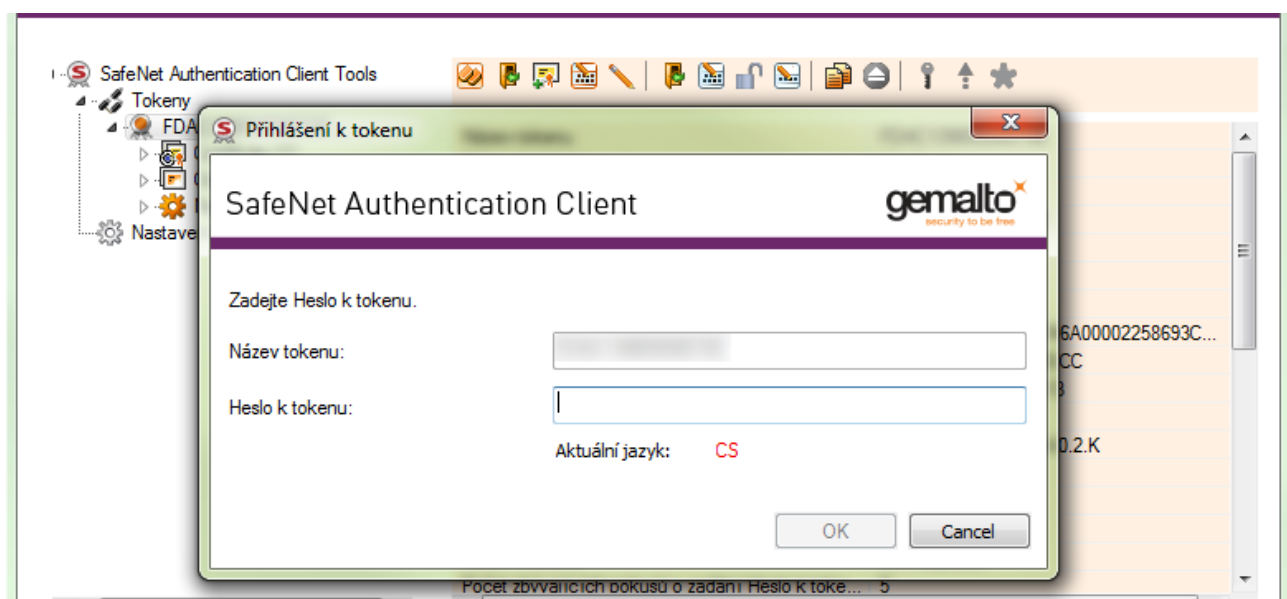 SafeNet Authentication Client Tools
Tokeny
FDA
Nastave
Přihlášení k tokenu
SafeNet Authentication Client
gemalto
security to be free
Zadejte Heslo k tokenu.
Název tokenu:
Heslo k tokenu:
Aktuální jazyk: CS
OK Cancel
6A00002258693C...
CC
0.2.K
Počet zbývajících pokusů o zadání Heslo k toke... 5